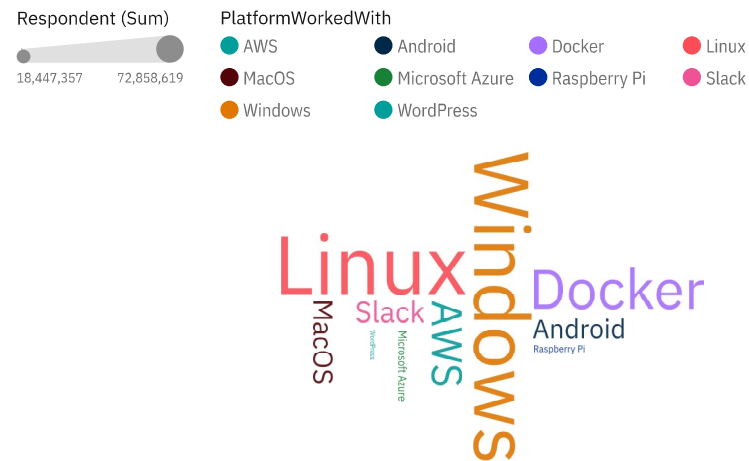 Respondent (Sum)
18,447,357 72,858,619
PlatformWorkedWith
AWS Android Docker Linux
MacOS Microsoft Azure Raspberry Pi Slack
Windows WordPress
Windows
Linux
Docker
MacOS
Slack
AWS
Android
WordPress
Microsoft Azure
Raspberry Pi